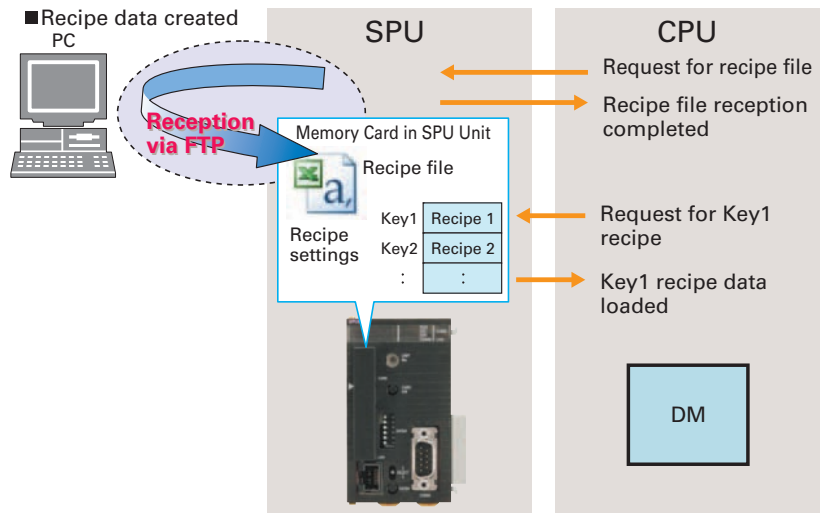 ■Recipe data created
PC
SPU
CPU
Request for recipe file
Recipe file reception
completed
Reception
via FTP
Memory Card in SPU Unit
a,
Recipe file
Recipe
settings
Key1 Recipe 1
Key2 Recipe 2
: :
Request for Key1
recipe
Key1 recipe data
loaded
DM